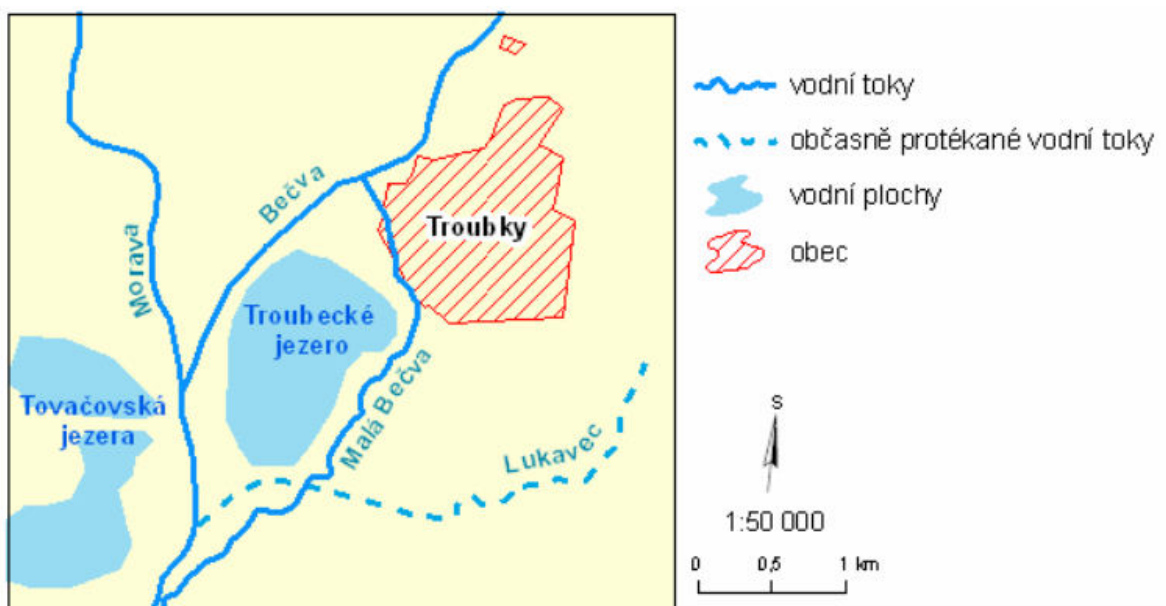 Bečva
Morava
Troubky
Troubecké
jezero
Tovačovská
jezera
Malá Bečva
Lukavec
vodní toky
občasně protékané vodní toky
vodní plochy
obec
S
1:50 000
0 0,5 1 km